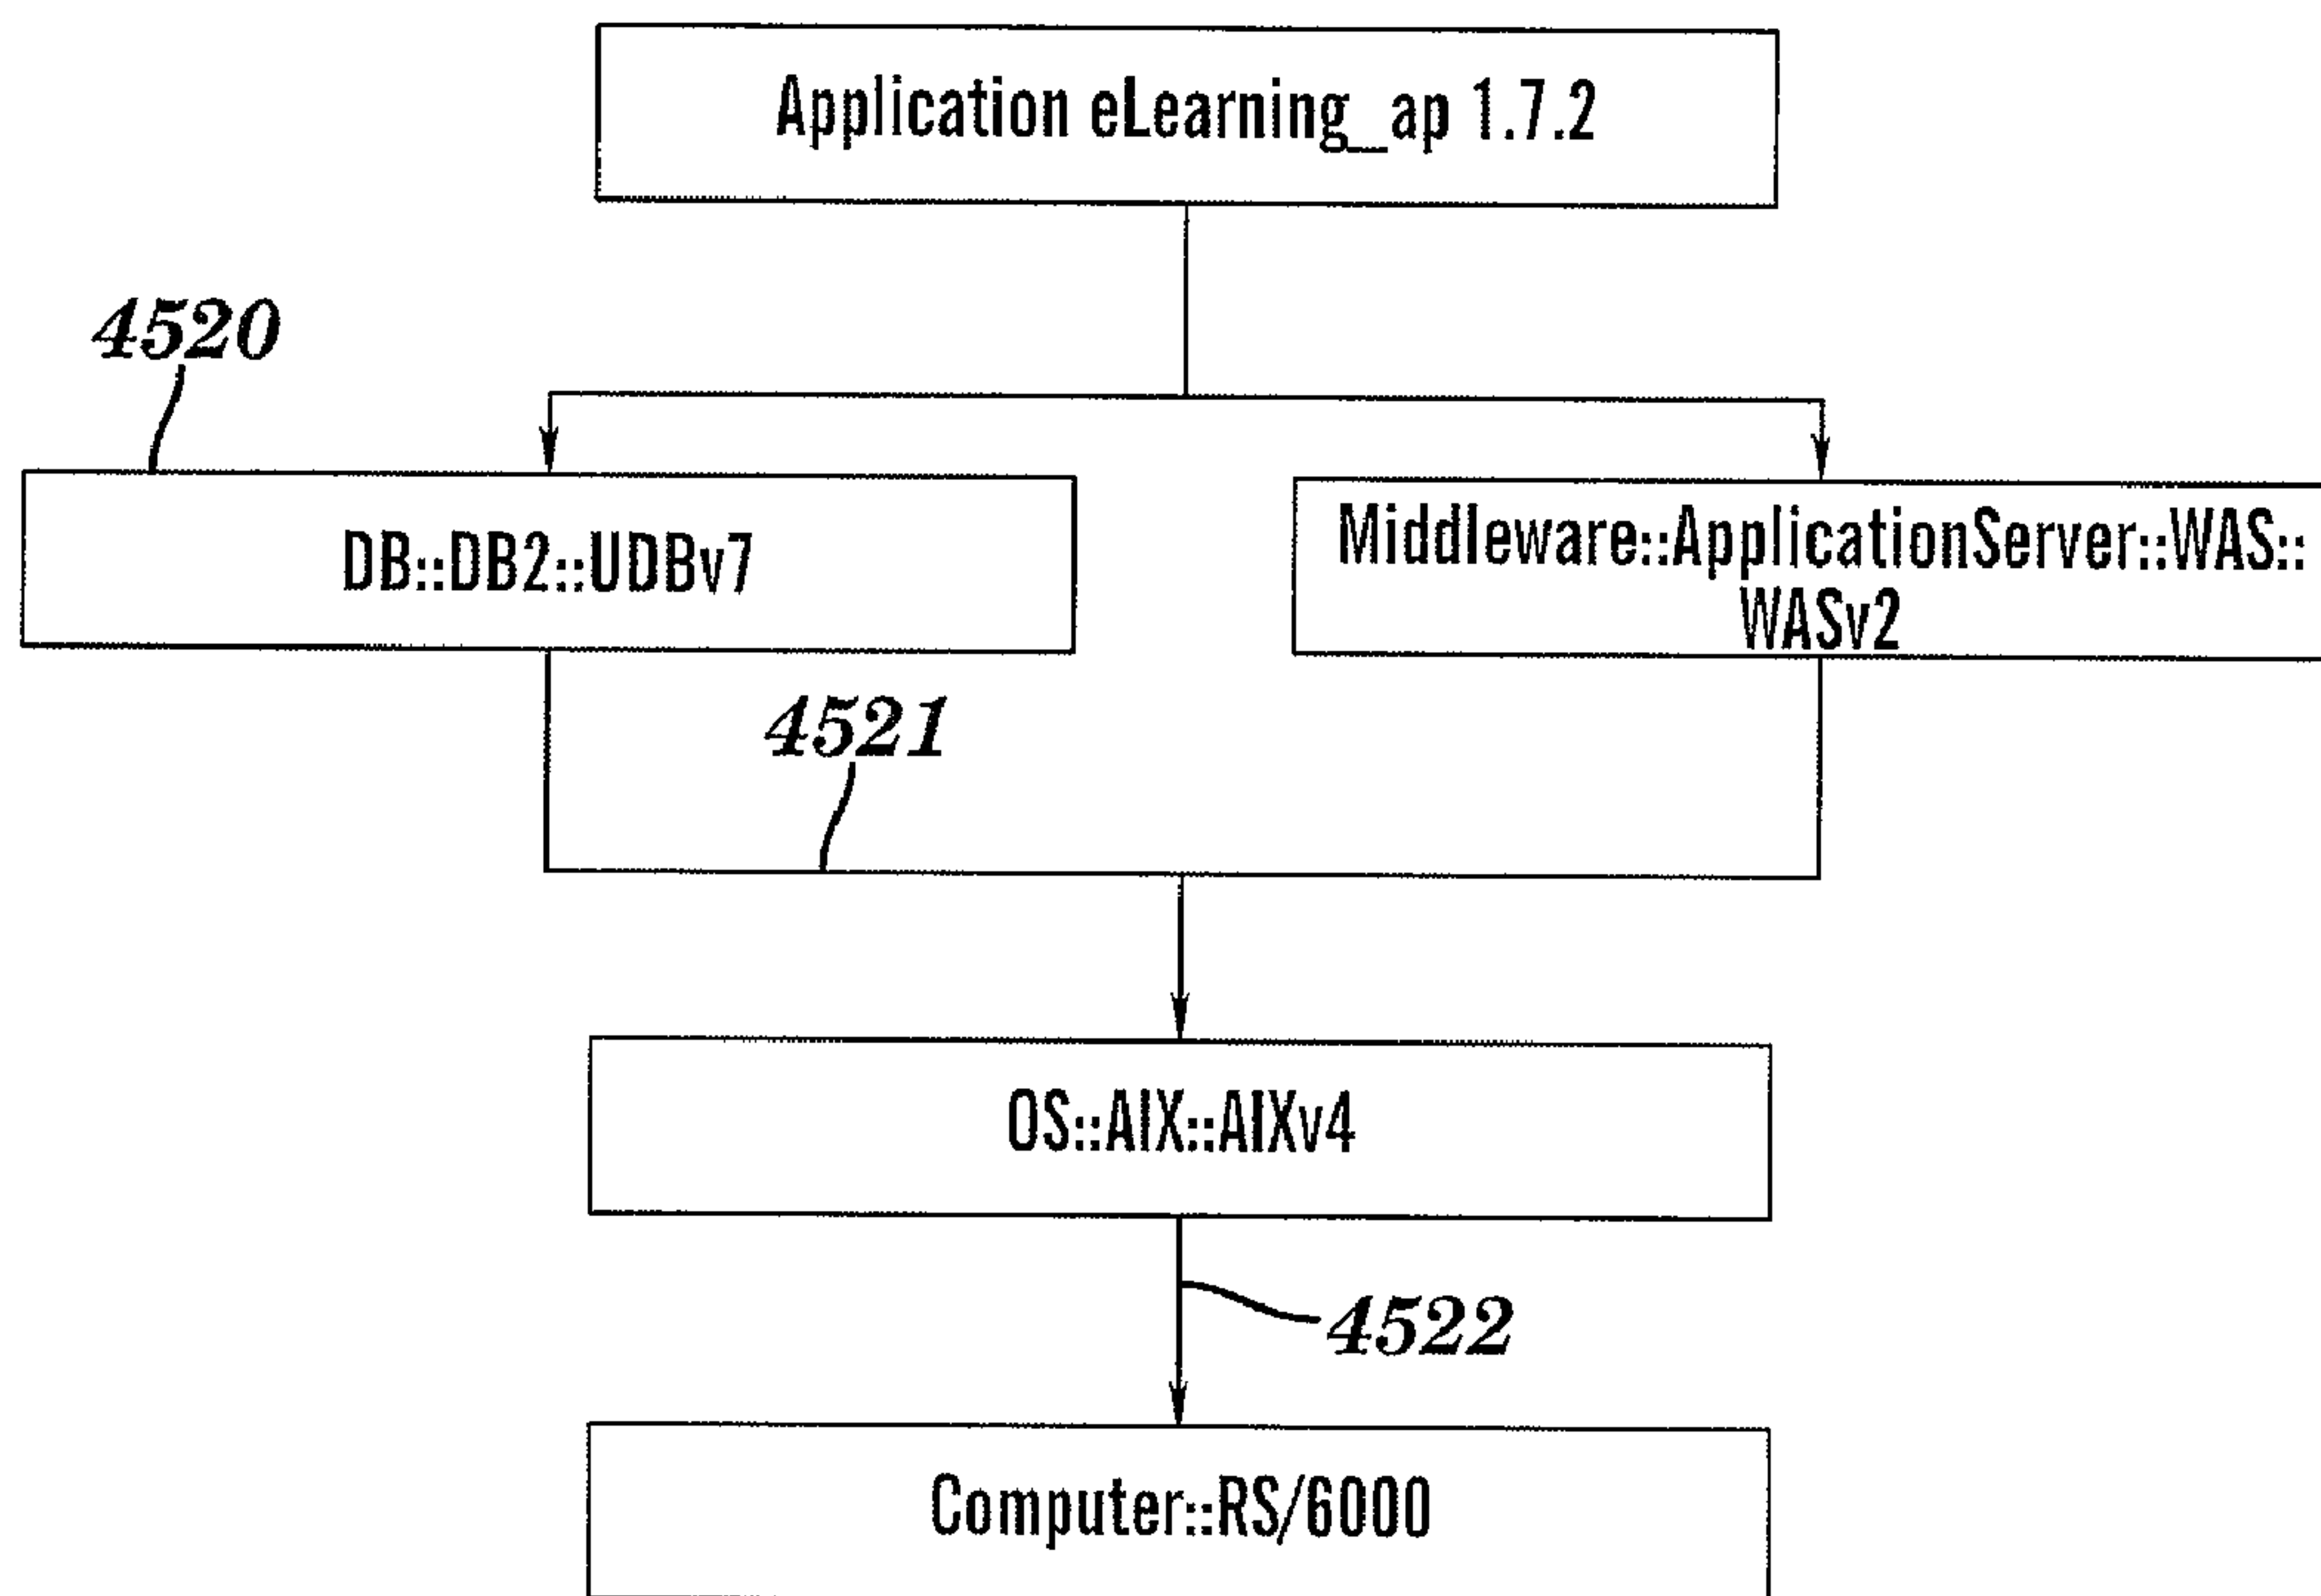 Application eLearning_ap 1.7.2
4520
DB::DB2::UDBv7
Middleware::ApplicationServer::WAS::
WASv2
4521
OS::AIX::AIXv4
4522
Computer::RS/6000